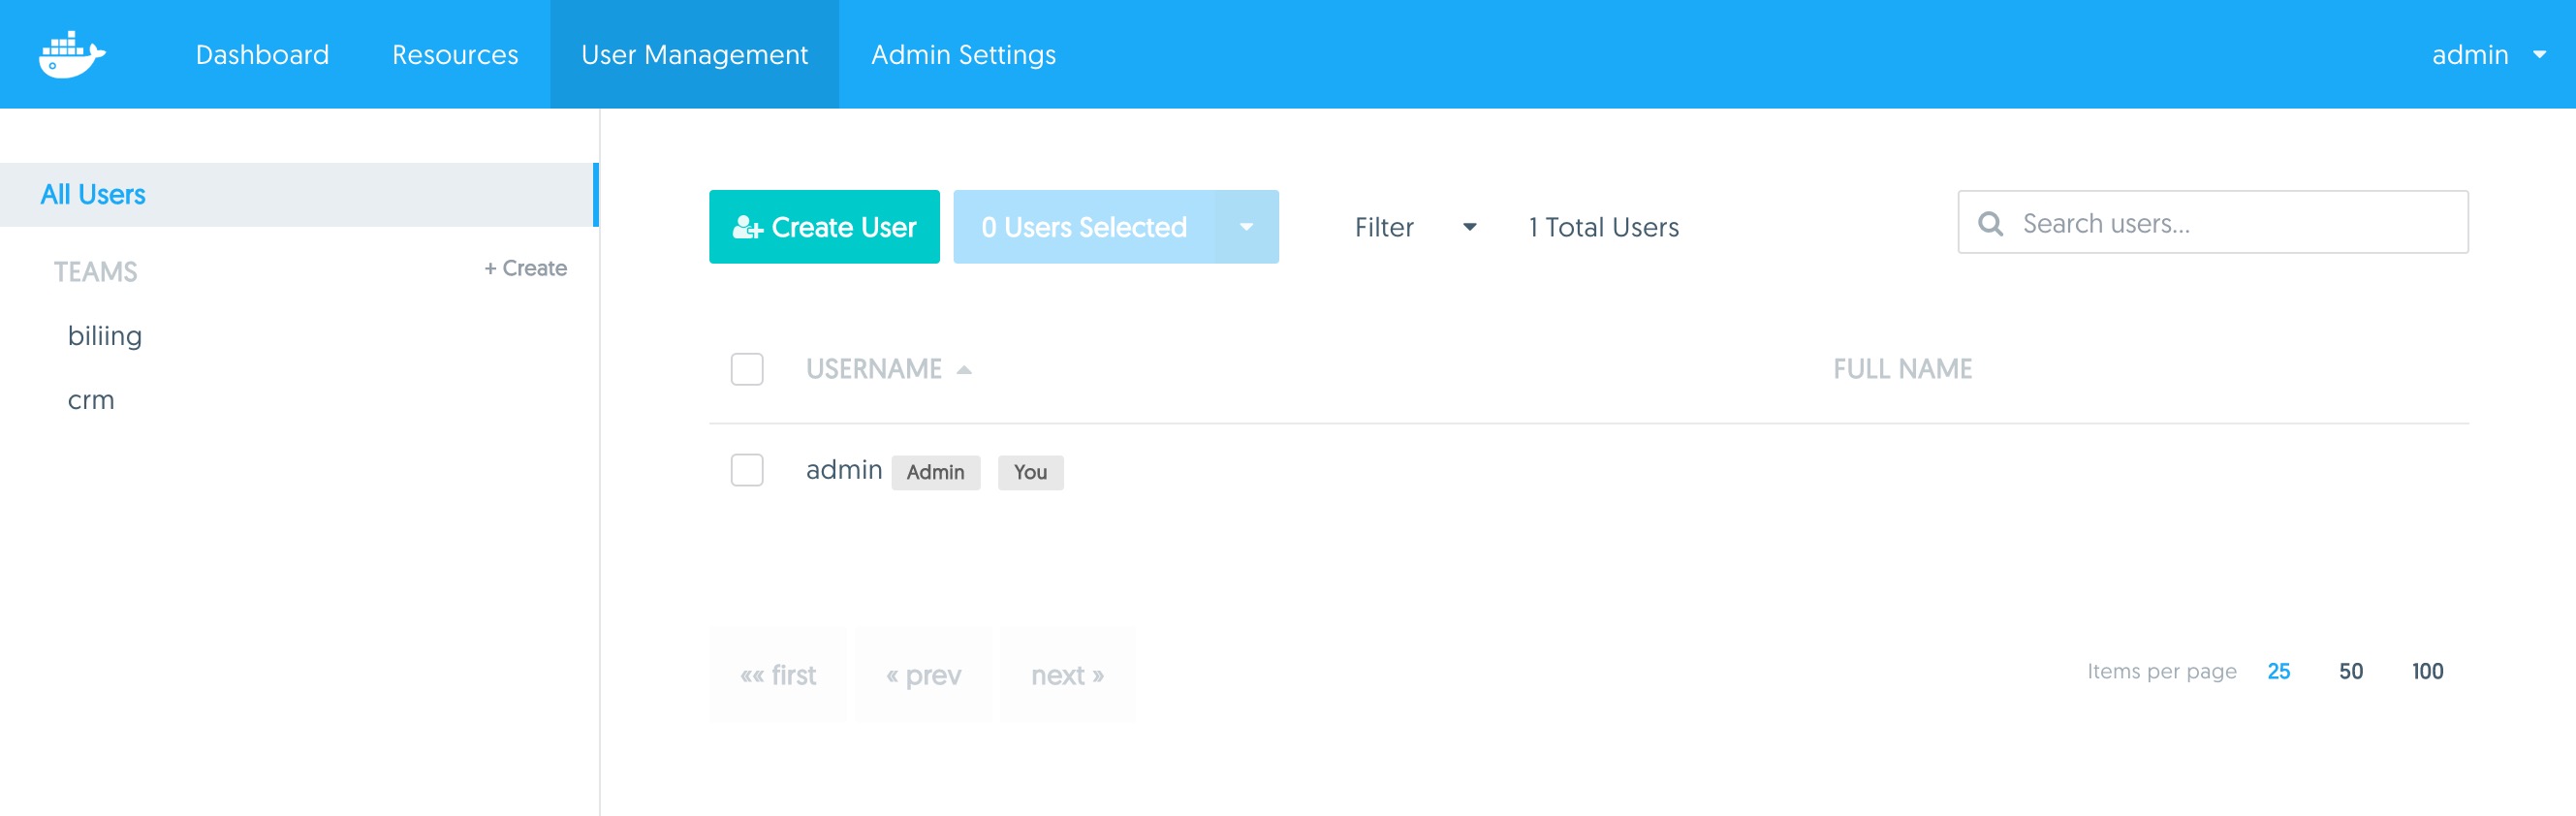 Dashboard Resources User Management Admin Settings admin
All Users
TEAMS + Create
biliing
crm
Create User 0 Users Selected Filter 1 Total Users Search users...
USERNAME FULL NAME
admin Admin You
«« first « prev next » Items per page 25 50 100